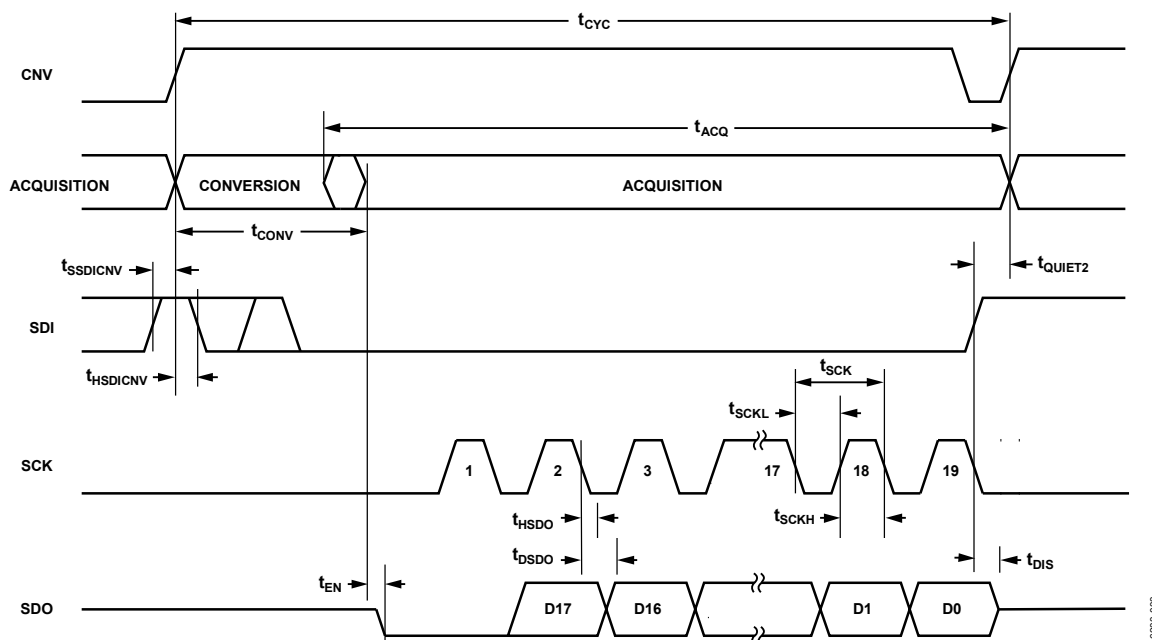 tCYC
CNV
tACQ
ACQUISITION
CONVERSION
ACQUISITION
tCONV
tSSDICNV
tQUIET2
SDI
tHSDICNV
tSCK
tSCKL
SCK
1
2
3
17
18
19
tHSDO
tSCKH
tDSDO
tDIS
tEN
SDO
D17
D16
D1
D0